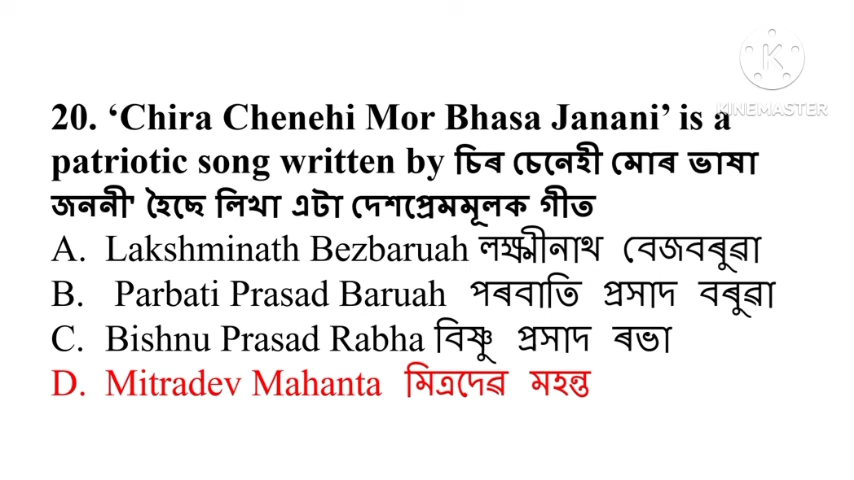 K
KINEMASTER
20. ‘Chira Chenehi Mor Bhasa Janani’ is a
patriotic song written by চিৰ চেনেহী মোৰ ভাষা
জননী' হৈছে লিখা এটা দেশপ্ৰেমমূলক গীত
A. Lakshminath Bezbaruah লক্ষ্মীনাথ বেজবৰুৱা
B. Parbati Prasad Baruah পৰবাতি প্ৰসাদ বৰুৱা
C. Bishnu Prasad Rabha বিষ্ণু প্ৰসাদ ৰভা
D. Mitradev Mahanta মিত্ৰদেৱ মহন্ত